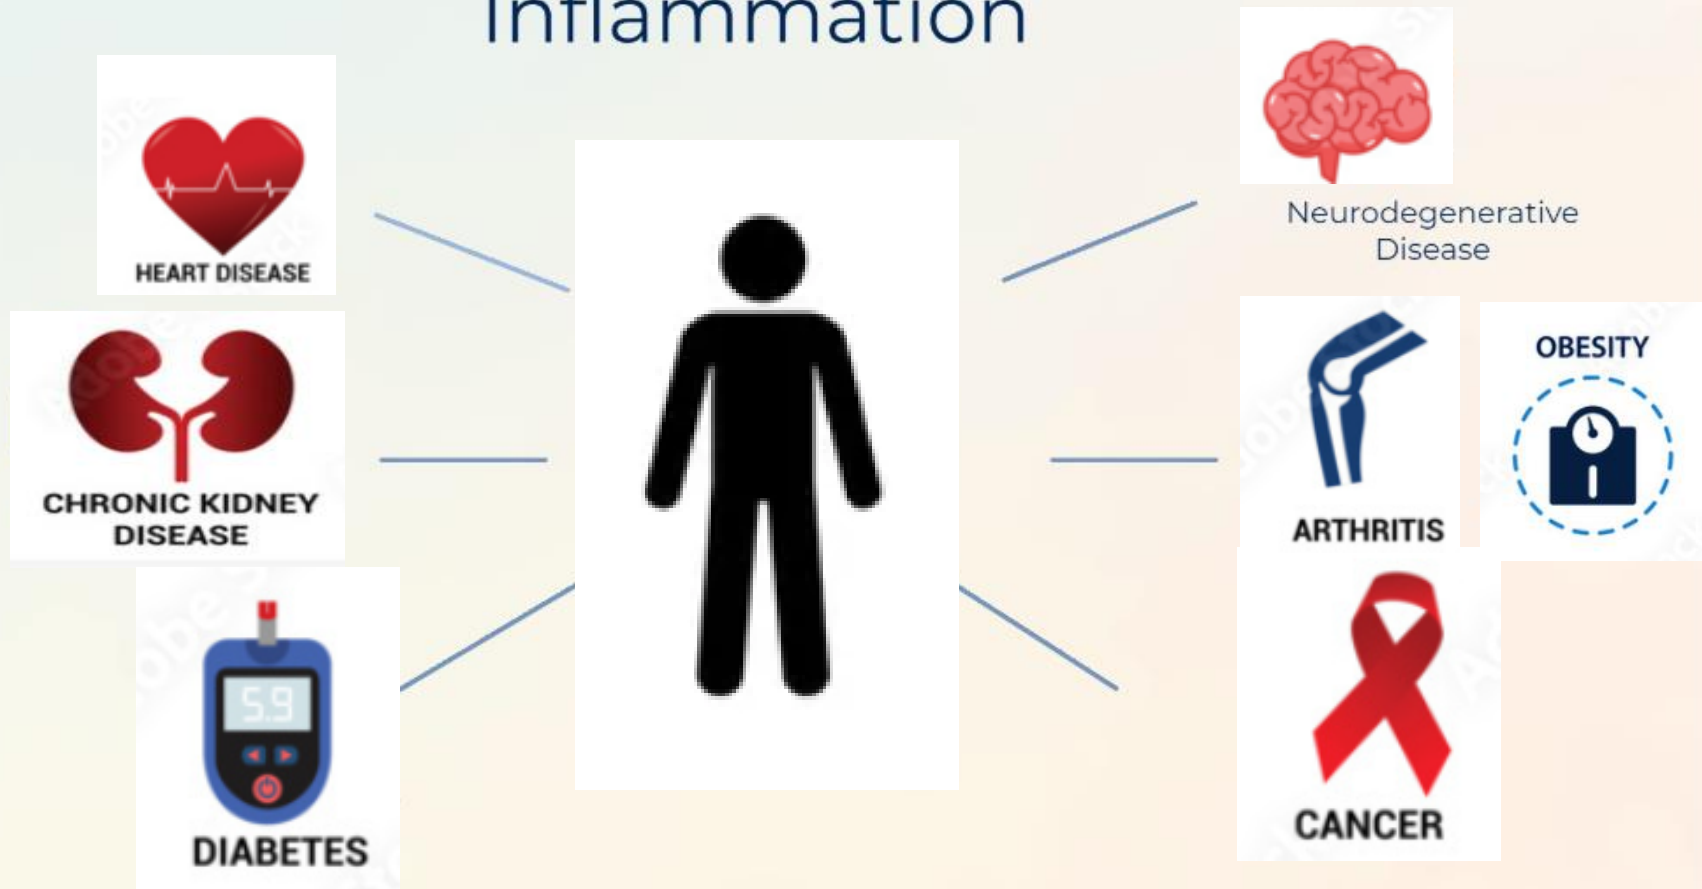 Inflammation
HEART DISEASE
Neurodegenerative
Disease
CHRONIC KIDNEY
DISEASE
ARTHRITIS
OBESITY
5.9
DIABETES
CANCER